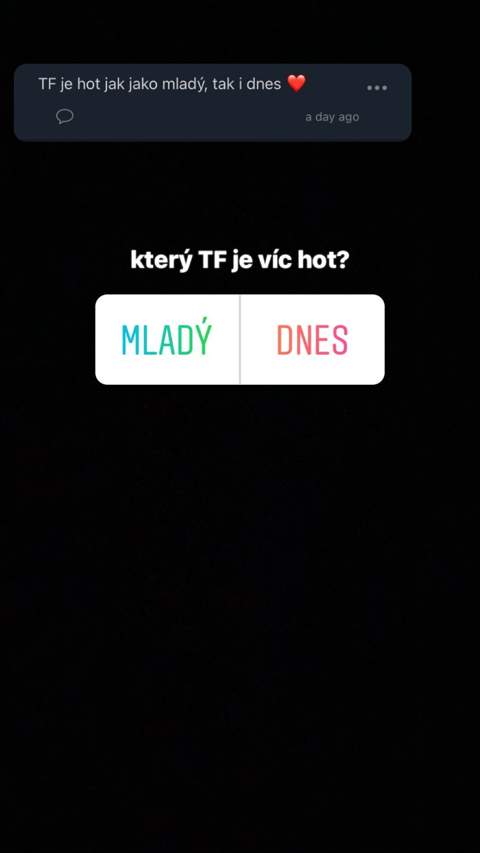 TF je hot jak jako mladý, tak i dnes ❤️
a day ago
který TF je víc hot?
MLADÝ
DNES